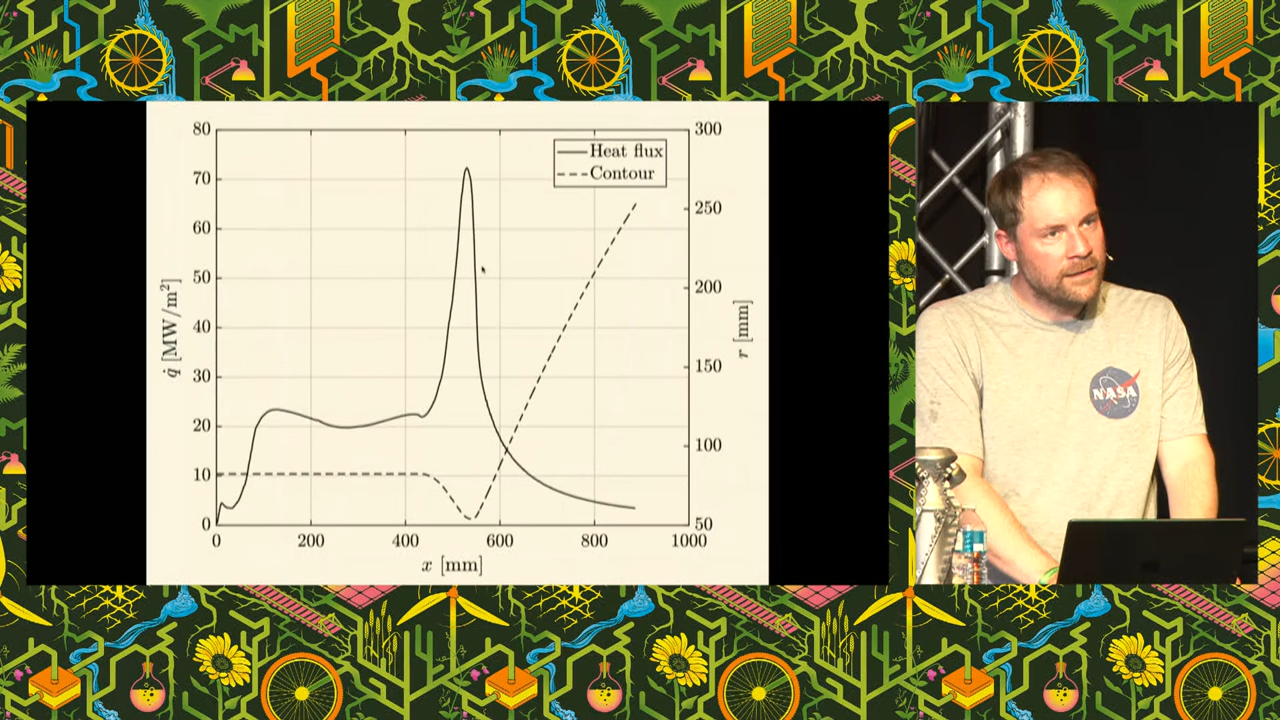 80
70
60
50
40
30
20
10
0
q̇ [MW/m²]
300
250
200
150
100
50
r [mm]
0 200 400 600 800 1000
x [mm]
Heat flux
Contour
NASA